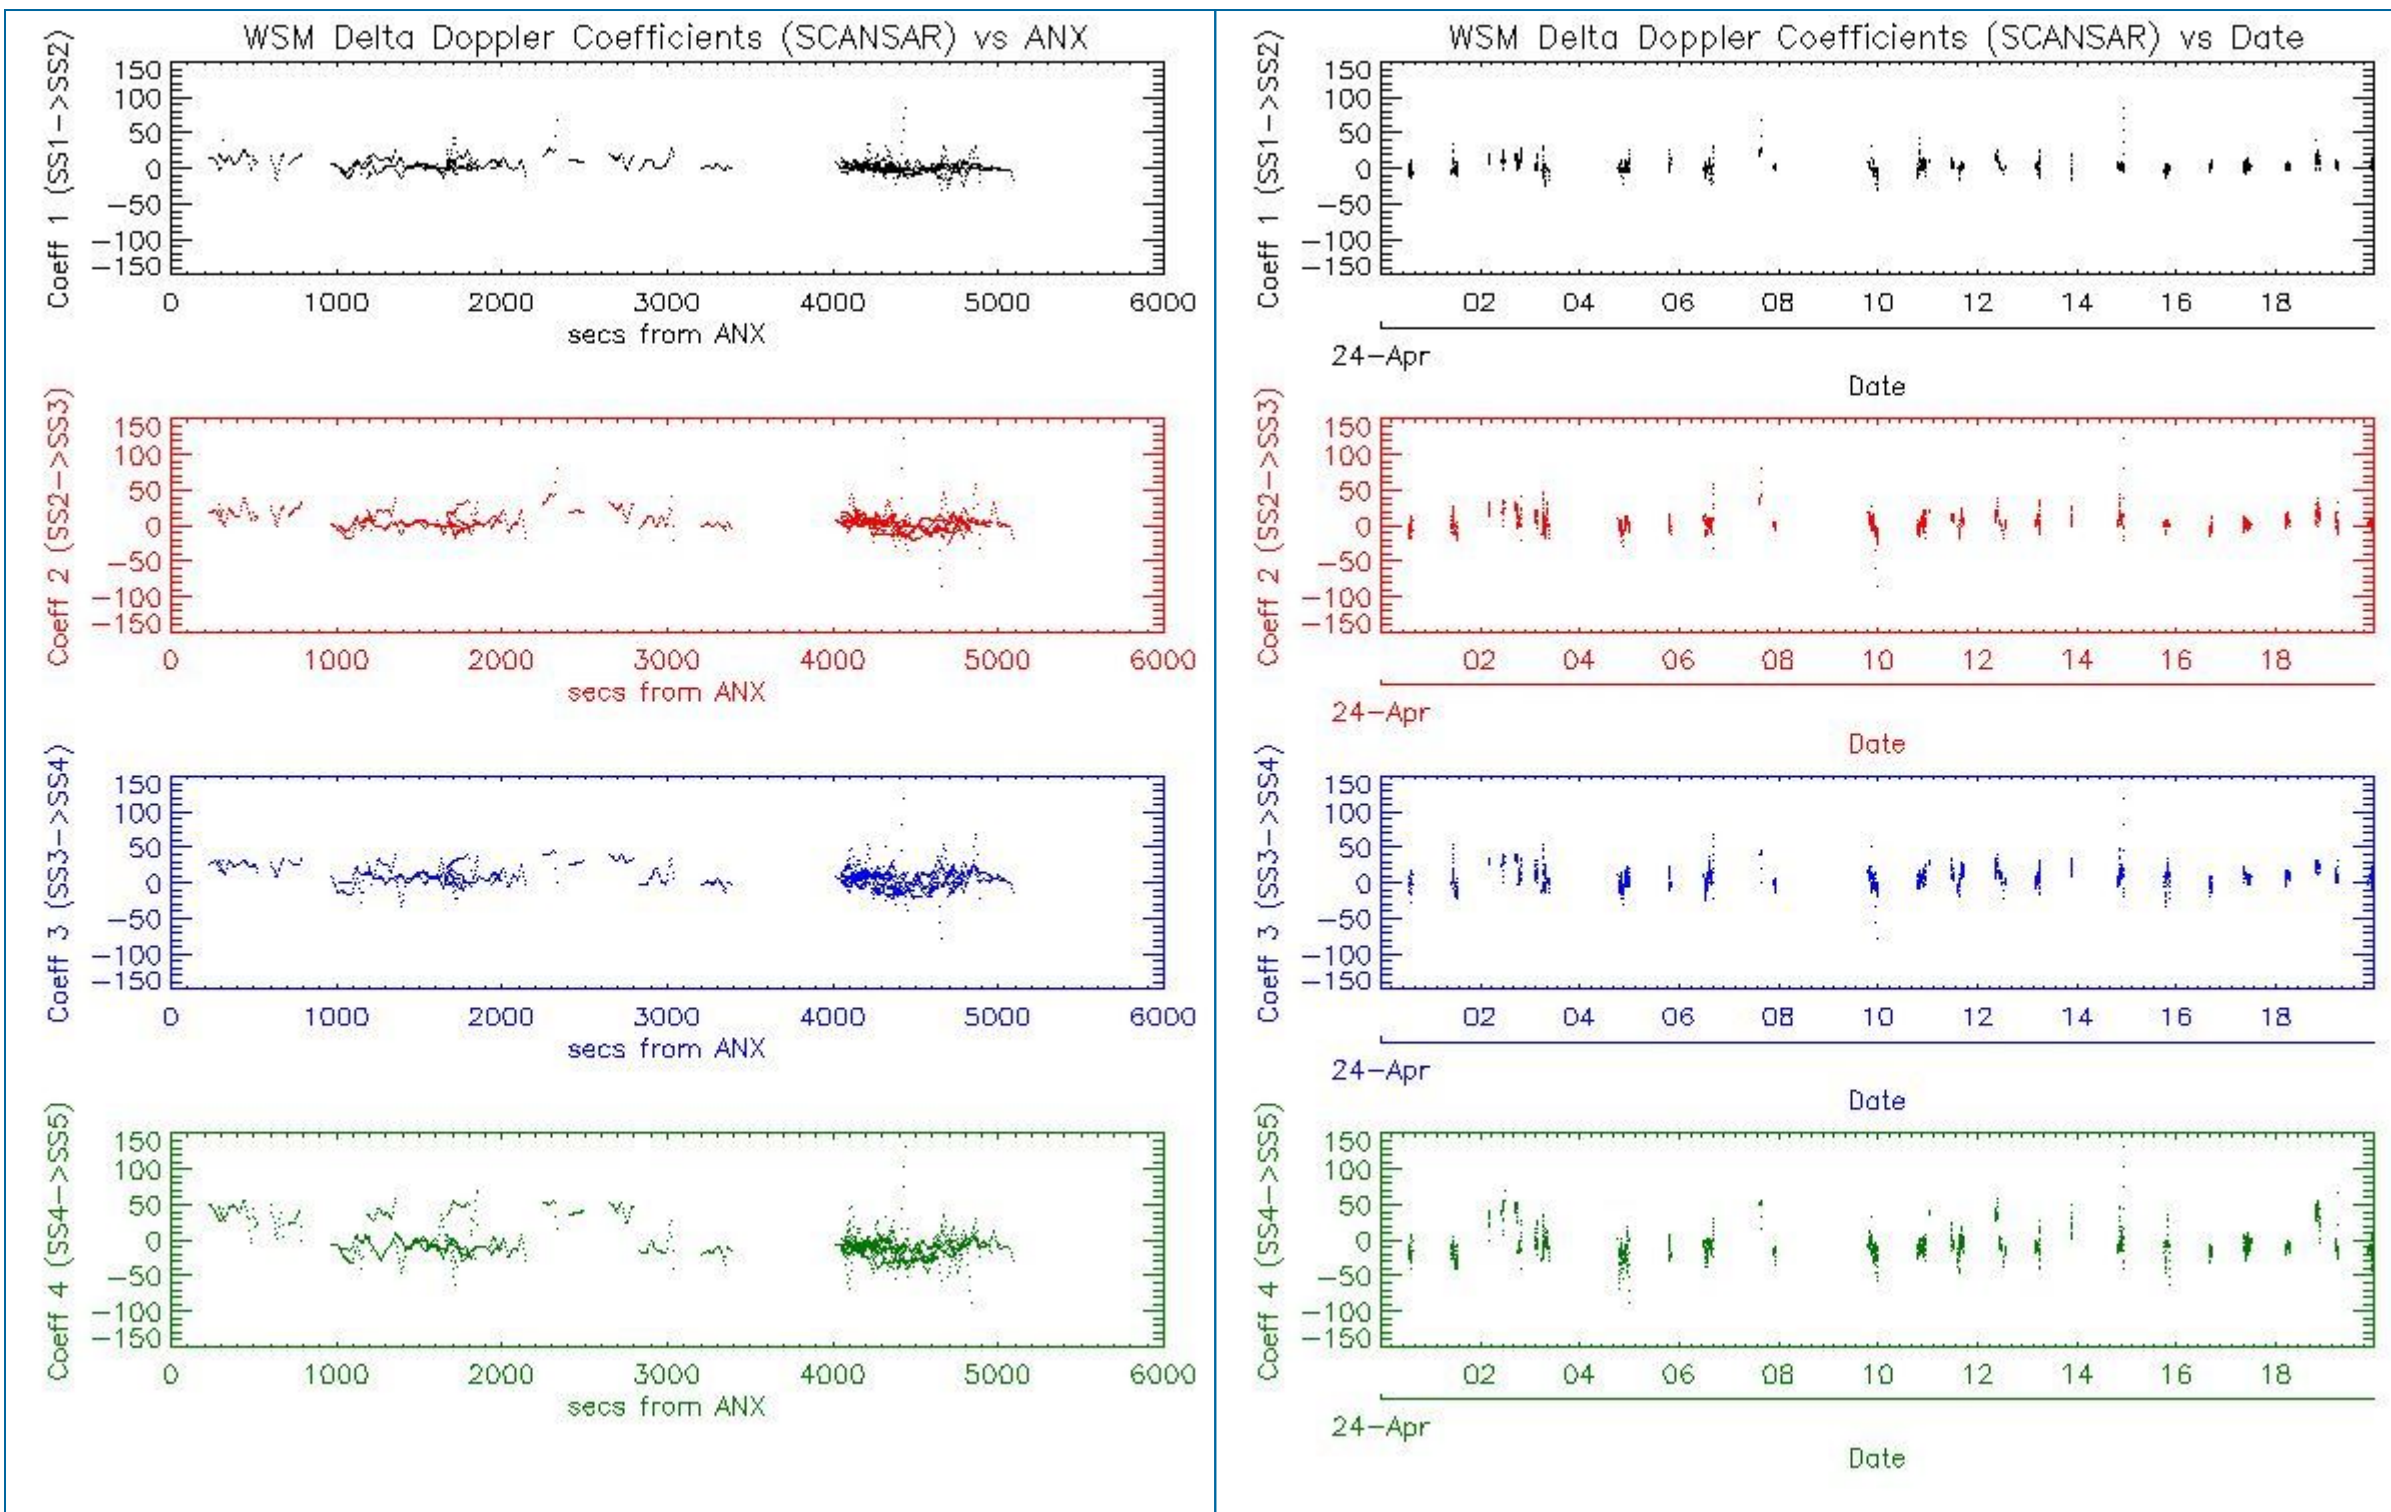 WSM Delta Doppler Coefficients (SCANSAR) vs ANX
Coeff 1 (SS1->SS2)
150
100
50
0
-50
-100
-150
0 1000 2000 3000 4000 5000 6000
secs from ANX
Coeff 2 (SS2->SS3)
150
100
50
0
-50
-100
-150
0 1000 2000 3000 4000 5000 6000
secs from ANX
Coeff 3 (SS3->SS4)
150
100
50
0
-50
-100
-150
0 1000 2000 3000 4000 5000 6000
secs from ANX
Coeff 4 (SS4->SS5)
150
100
50
0
-50
-100
-150
0 1000 2000 3000 4000 5000 6000
secs from ANX
WSM Delta Doppler Coefficients (SCANSAR) vs Date
Coeff 1 (SS1->SS2)
150
100
50
0
-50
-100
-150
02 04 06 08 10 12 14 16 18
24-Apr
Date
Coeff 2 (SS2->SS3)
150
100
50
0
-50
-100
-150
02 04 06 08 10 12 14 16 18
24-Apr
Date
Coeff 3 (SS3->SS4)
150
100
50
0
-50
-100
-150
02 04 06 08 10 12 14 16 18
24-Apr
Date
Coeff 4 (SS4->SS5)
150
100
50
0
-50
-100
-150
02 04 06 08 10 12 14 16 18
24-Apr
Date